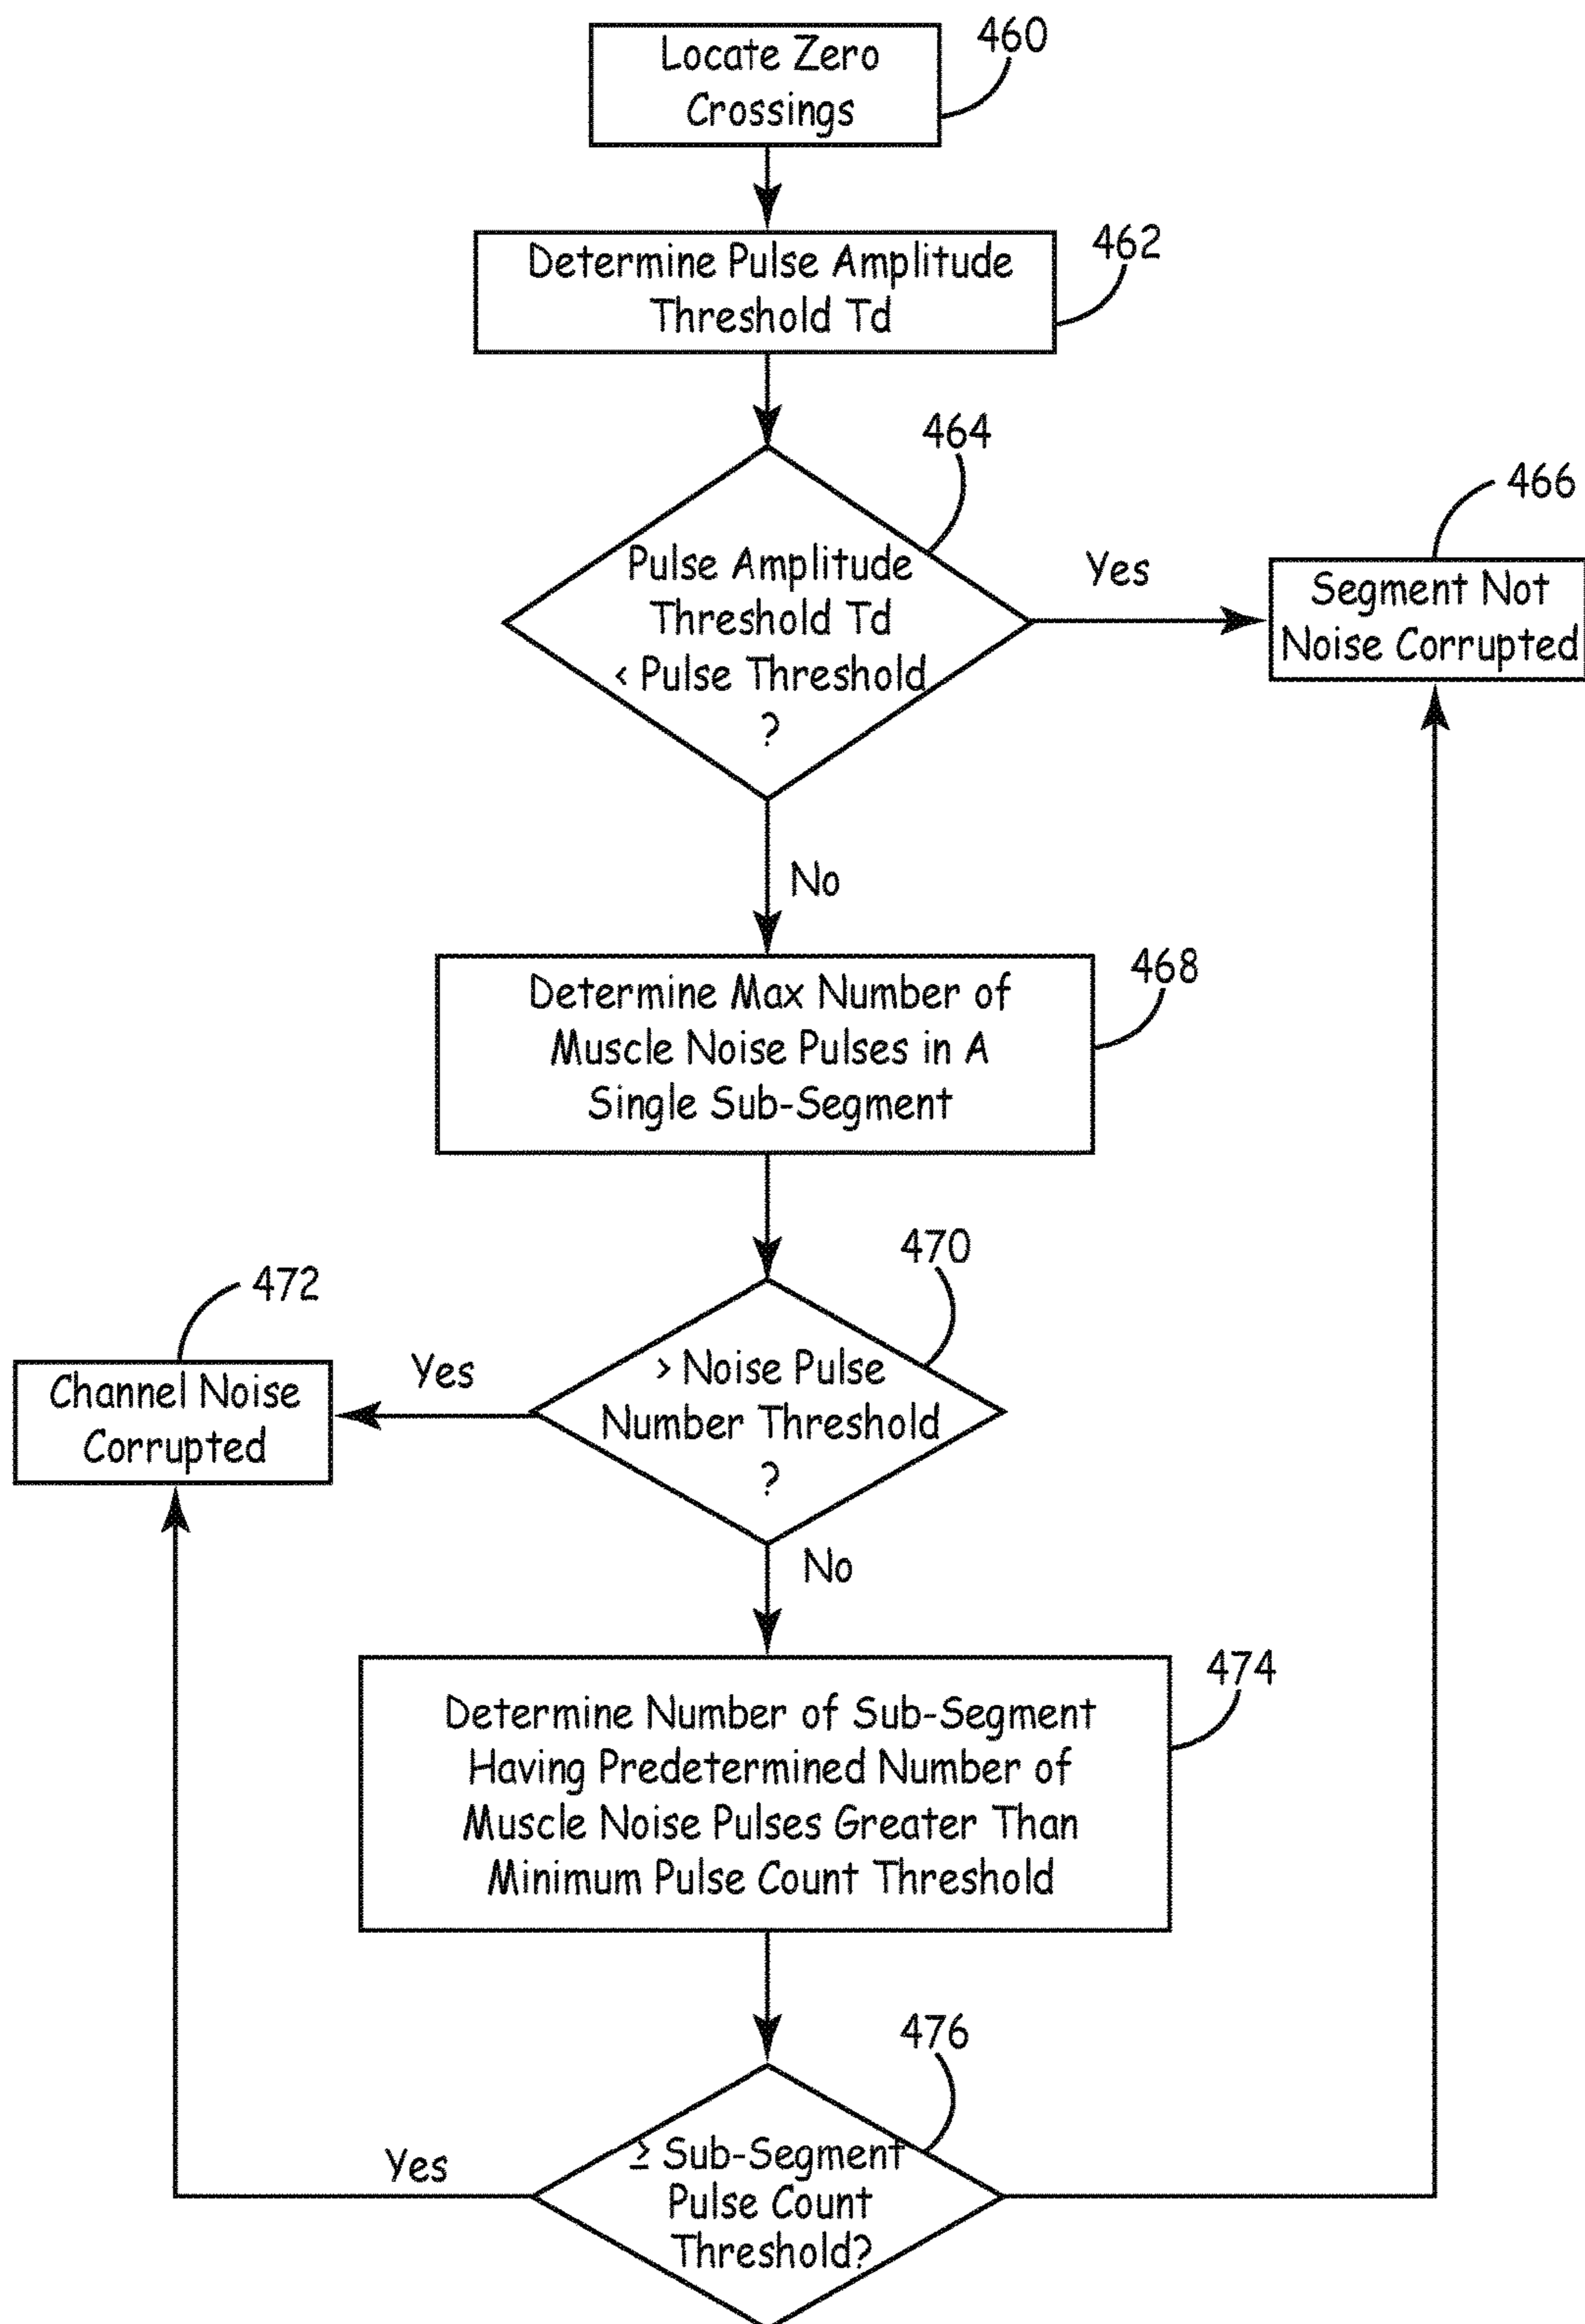 Locate Zero
Crossings
460
Determine Pulse Amplitude
Threshold Td
462
464
Pulse Amplitude
Threshold Td
< Pulse Threshold
?
Yes
466
Segment Not
Noise Corrupted
No
468
Determine Max Number of
Muscle Noise Pulses in A
Single Sub-Segment
470
> Noise Pulse
Number Threshold
?
Yes
472
Channel Noise
Corrupted
No
474
Determine Number of Sub-Segment
Having Predetermined Number of
Muscle Noise Pulses Greater Than
Minimum Pulse Count Threshold
476
≥ Sub-Segment
Pulse Count
Threshold?
Yes